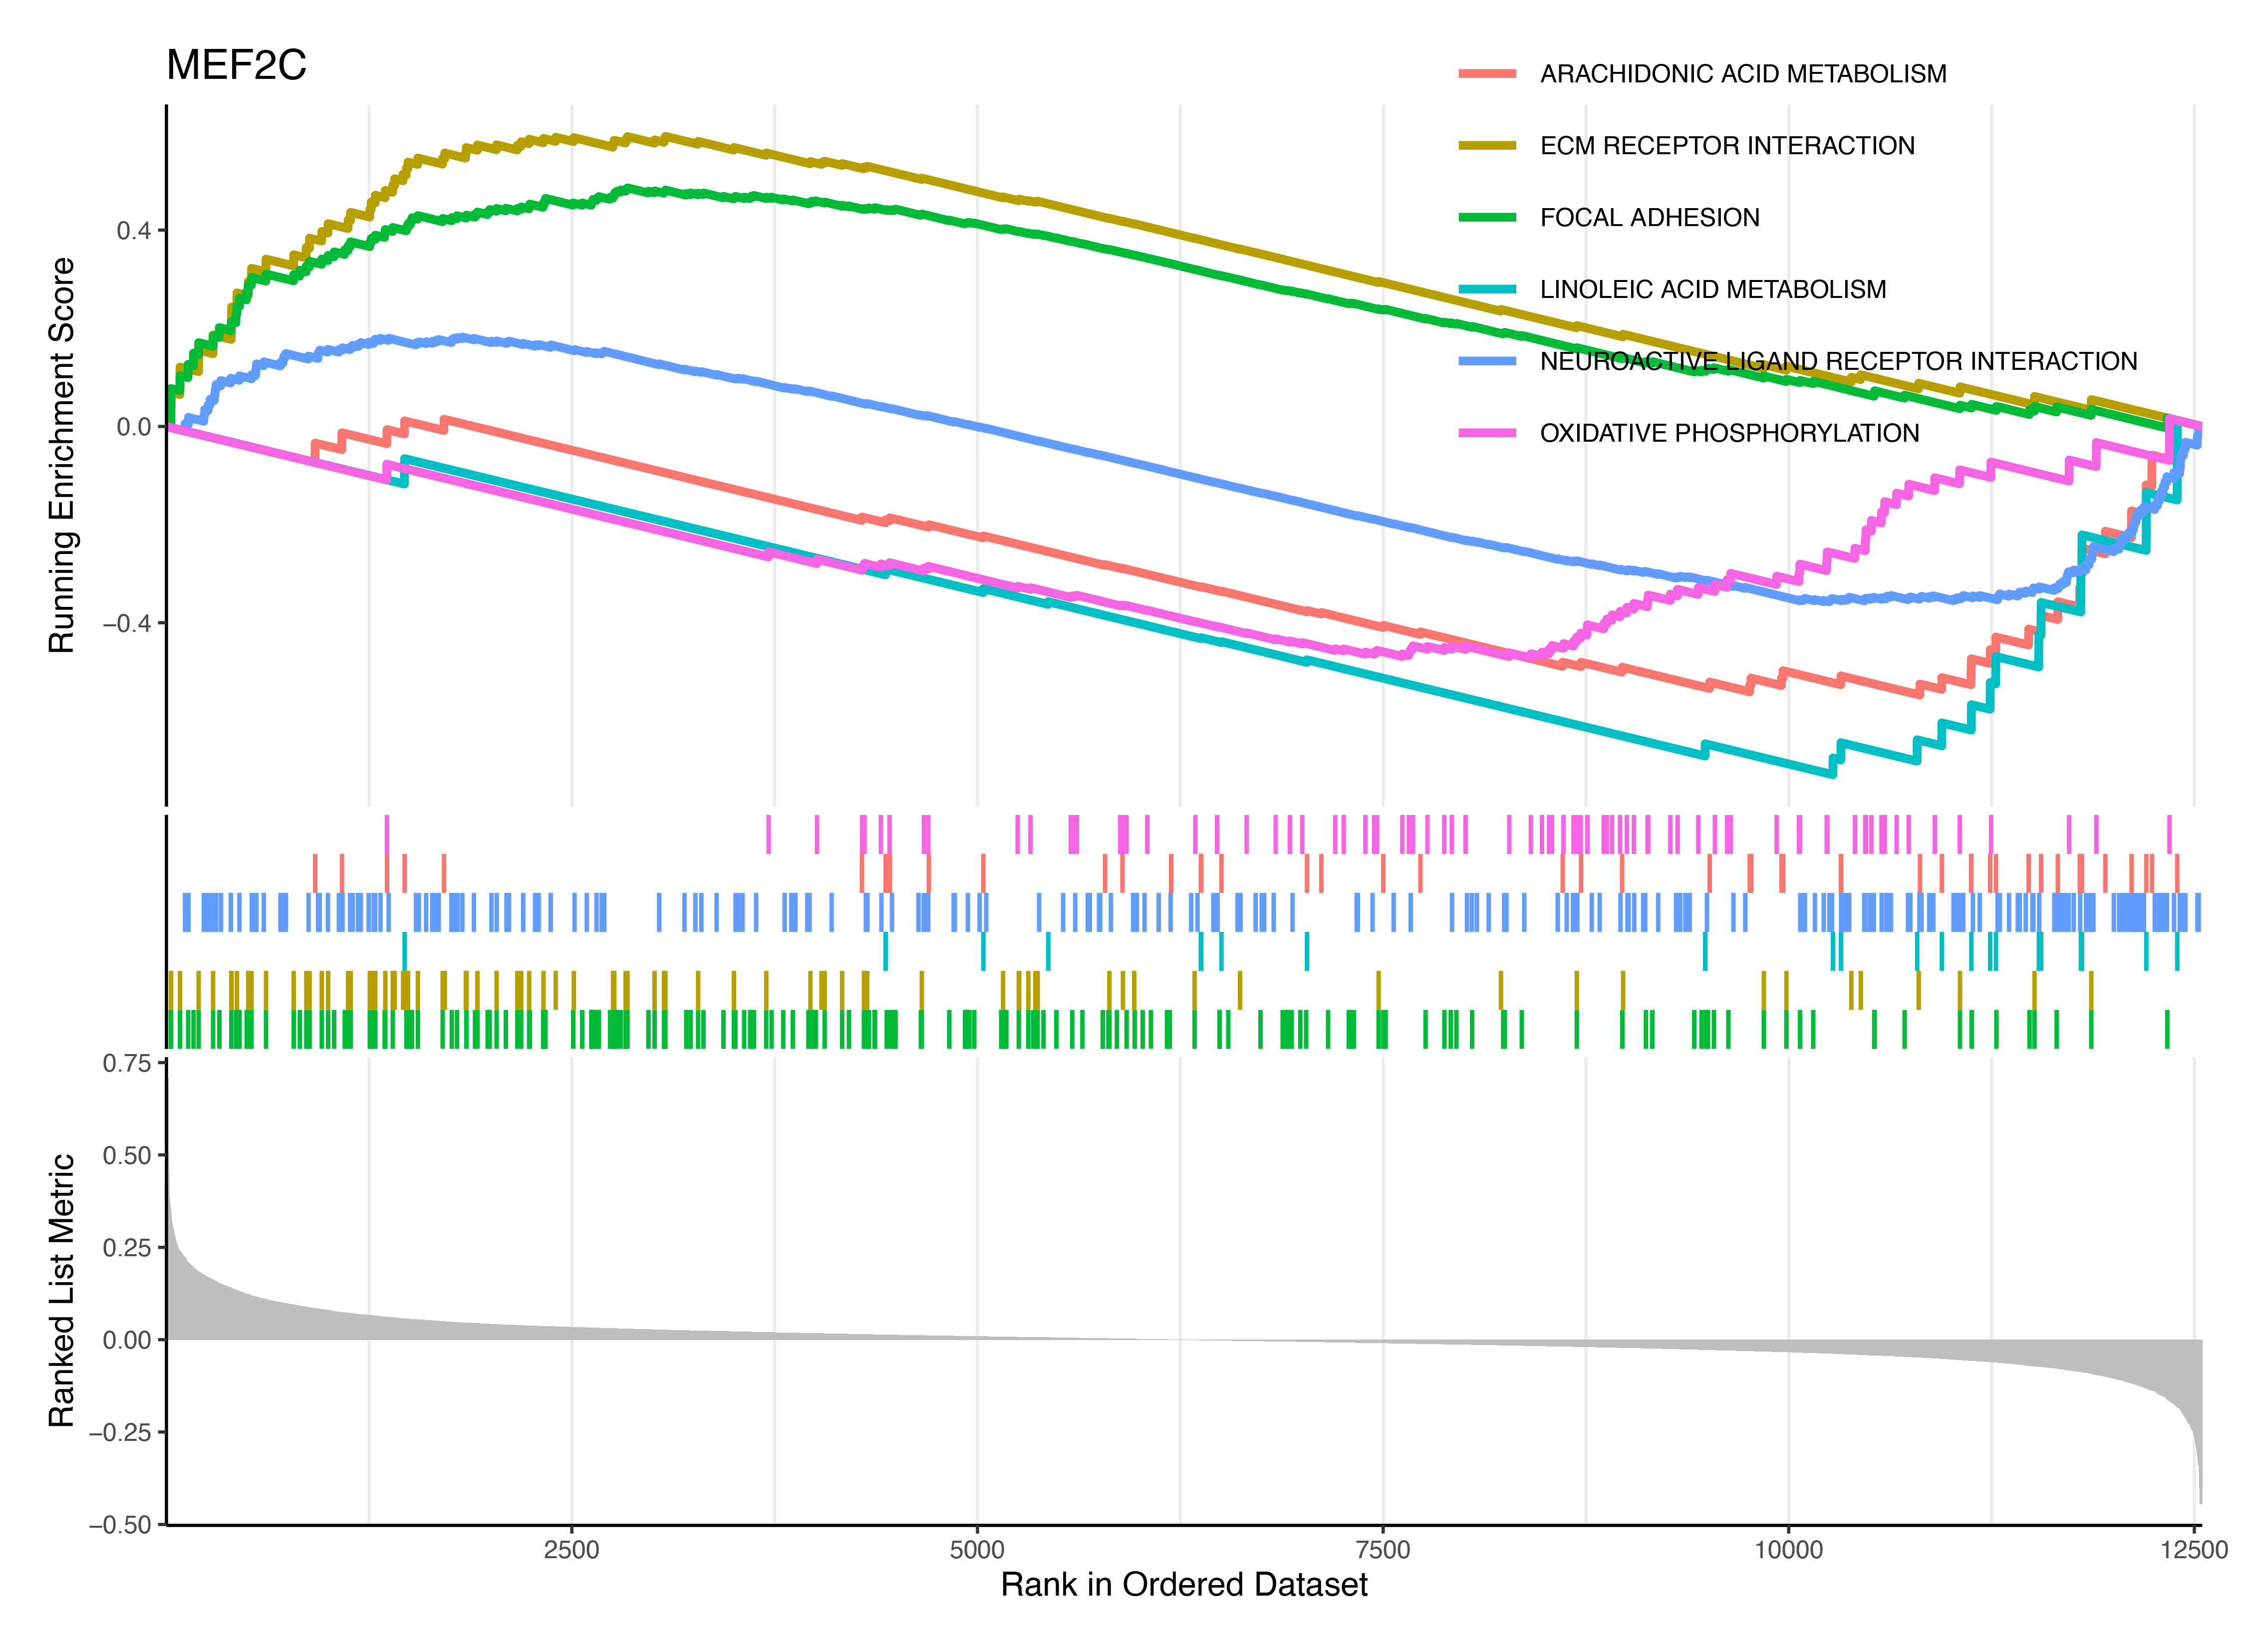 MEF2C
ARACHIDONIC ACID METABOLISM
ECM RECEPTOR INTERACTION
FOCAL ADHESION
LINOLEIC ACID METABOLISM
NEUROACTIVE LIGAND RECEPTOR INTERACTION
OXIDATIVE PHOSPHORYLATION
Running Enrichment Score
0.4
0.0
−0.4
Ranked List Metric
0.75
0.50
0.25
0.00
−0.25
−0.50
2500 5000 7500 10000 12500
Rank in Ordered Dataset